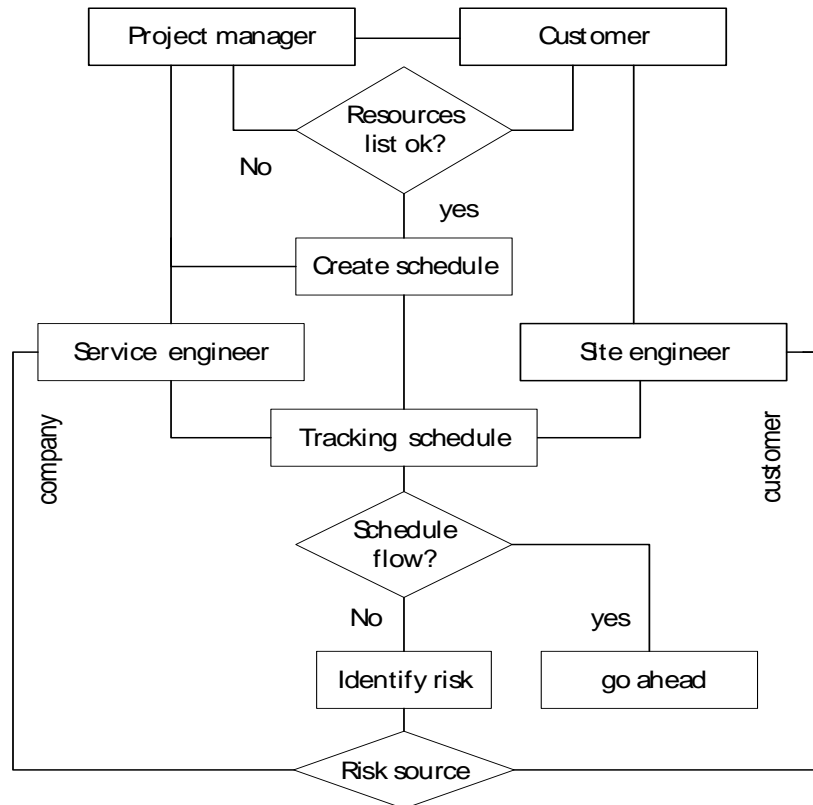 Project manager
Customer
Resources
list ok?
No
yes
Create schedule
Service engineer
Site engineer
company
customer
Tracking schedule
Schedule
flow?
No
yes
Identify risk
go ahead
Risk source